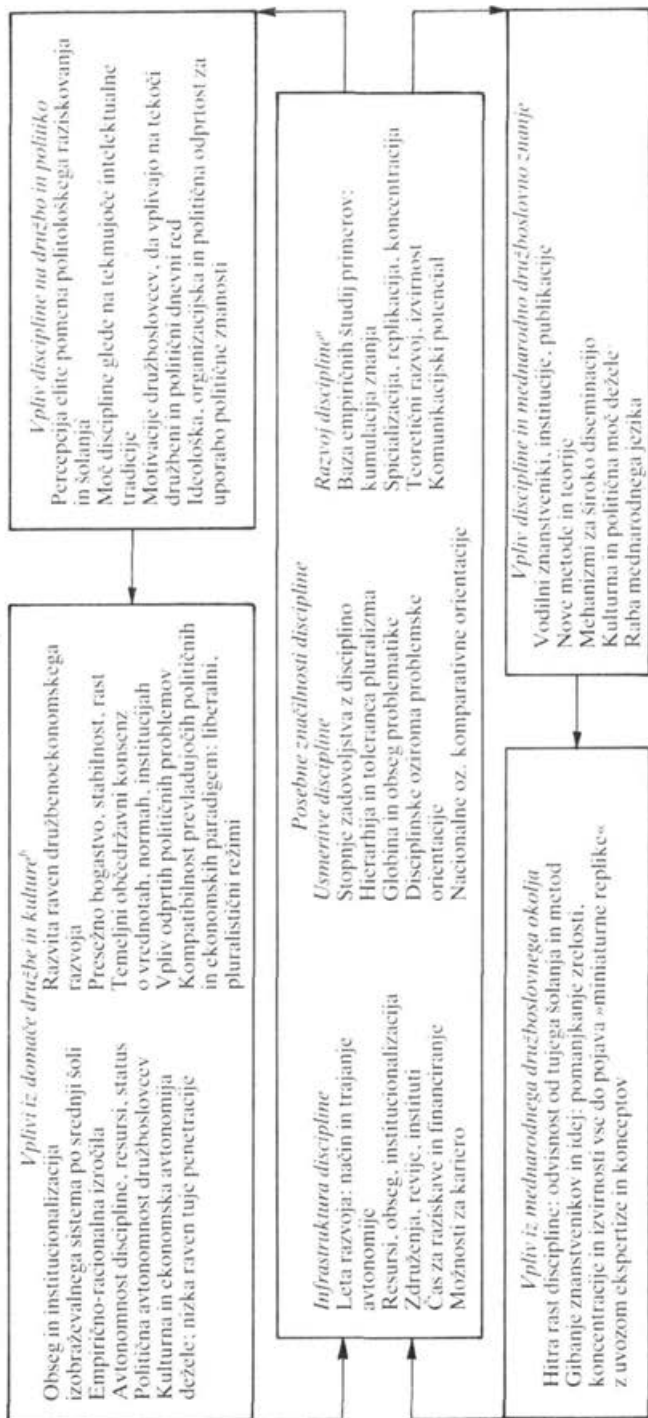 Vplivi iz domače družbe in kulture<sup>b</sup>
Obseg in institucionalizacija
izobraževalnega sistema po srednji šoli
Empirično-racionalna izročila
Avtonomnost discipline, resursi, status
Politična avtonomnost družboslovcev
Kulturna in ekonomska avtonomija
dežele; nizka raven tuje penetracije
Razvita raven družbenoekonomskega
razvoja
Presežno bogastvo, stabilnost, rast
Temeljni občedržavni konsenz
o vrednotah, normah, institucijah
Vpliv odprtih političnih problemov
Kompatibilnost prevladujočih političnih
in ekonomskih paradigem: liberalni,
pluralistični režimi
Vpliv discipline na družbo in politiko
Percepcija elite pomena politološkega raziskovanja
in šolanja
Moč discipline glede na tekmujoče intelektualne
tradicije
Motivacije družboslovcev, da vplivajo na tekoči
družbeni in politični dnevni red
Ideološka, organizacijska in politična odprtost za
uporabo politične znanosti
Posebne značilnosti discipline
Infrastruktura discipline
Leta razvoja: način in trajanje
avtonomije
Resursi, obseg, institucionalizacija
Združenja, revije, instituti
Čas za raziskave in financiranje
Možnosti za kariero
Usmeritve discipline
Stopnje zadovoljstva z disciplino
Hierarhija in toleranca pluralizma
Globina in obseg problematike
Disciplinske oziroma problemske
orientacije
Nacionalne oz. komparativne orientacije
Razvoj discipline<sup>a</sup>
Baza empiričnih študij primerov:
kumulacija znanja
Spicializacija, replikacija, koncentracija
Teoretični razvoj, izvirnost
Komunikacijski potencial
Vpliv iz mednarodnega družboslovnega okolja
Hitra rast discipline: odvisnost od tujega šolanja in metod
Gibanje znanstvenikov in idej: pomanjkanje zrelosti,
koncentracije in izvirnosti vse do pojava »miniaturne replike«
z uvozom ekspertize in konceptov
Vpliv discipline in mednarodno družboslovno znanje
Vodilni znanstveniki, institucije, publikacije
Nove metode in teorije
Mehanizmi za široko diseminacijo
Kulturna in politična moč dežele
Raba mednarodnega jezika